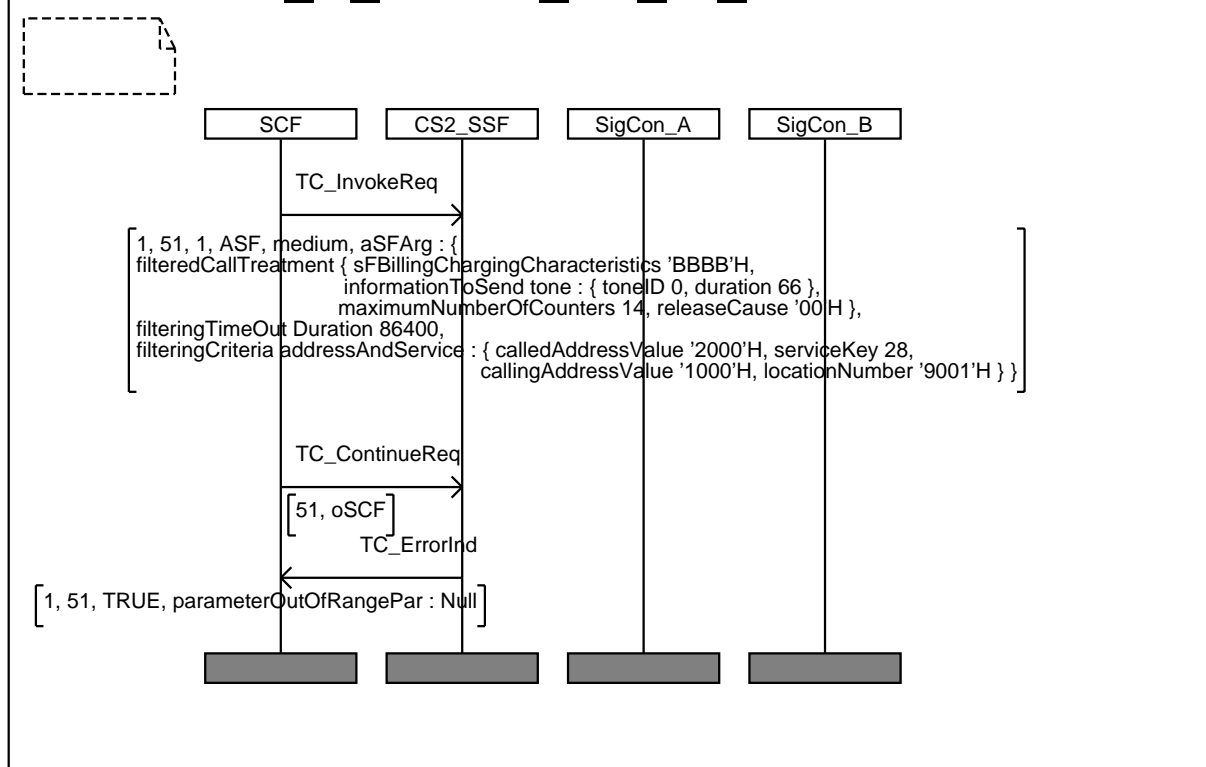 SCF
CS2_SSF
SigCon_A
SigCon_B
TC_InvokeReq
1, 51, 1, ASF, medium, aSFArg : {
filteredCallTreatment { sFBillingChargingCharacteristics ’BBBB’H,
informationToSend tone : { toneID 0, duration 66 },
maximumNumberOfCounters 14, releaseCause ’00’H },
filteringTimeOut Duration 86400,
filteringCriteria addressAndService : { calledAddressValue ’2000’H, serviceKey 28,
callingAddressValue ’1000’H, locationNumber ’9001’H } }
TC_ContinueReq
51, oSCF
TC_ErrorInd
1, 51, TRUE, parameterOutOfRangePar : Null